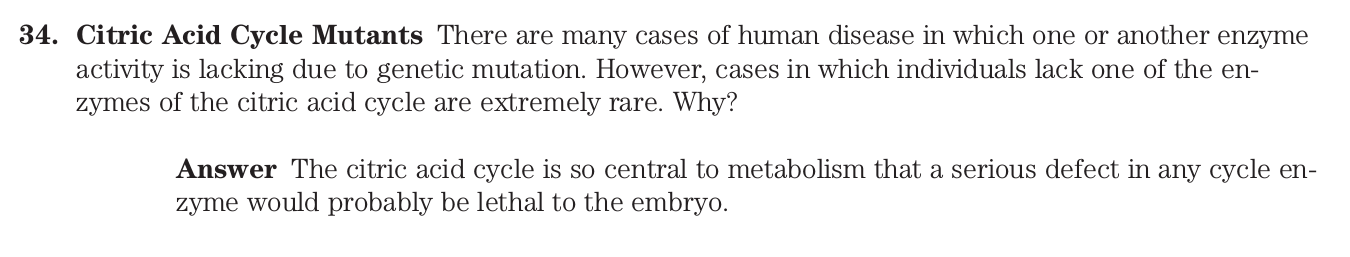 34. Citric Acid Cycle Mutants There are many cases of human disease in which one or another enzyme
activity is lacking due to genetic mutation. However, cases in which individuals lack one of the en-
zymes of the citric acid cycle are extremely rare. Why?
Answer The citric acid cycle is so central to metabolism that a serious defect in any cycle en-
zyme would probably be lethal to the embryo.